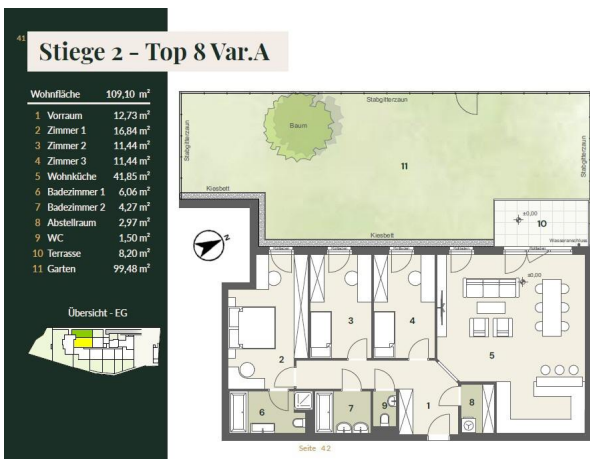 41
Stiege 2 - Top 8 Var.A
Wohnfläche 109,10 m²
1 Vorraum 12,73 m²
2 Zimmer 1 16,84 m²
3 Zimmer 2 11,44 m²
4 Zimmer 3 11,44 m²
5 Wohnküche 41,85 m²
6 Badezimmer 1 6,06 m²
7 Badezimmer 2 4,27 m²
8 Abstellraum 2,97 m²
9 WC 1,50 m²
10 Terrasse 8,20 m²
11 Garten 99,48 m²
Übersicht - EG
Stabgitterzaun
Stabgitterzaun
Stabgitterzaun
Baum
11
Kiesbett
Kiesbett
±0,00
10
Wasseranschluss
N
±0,00
2
3
4
5
6
7
9
1
8
Seite 42